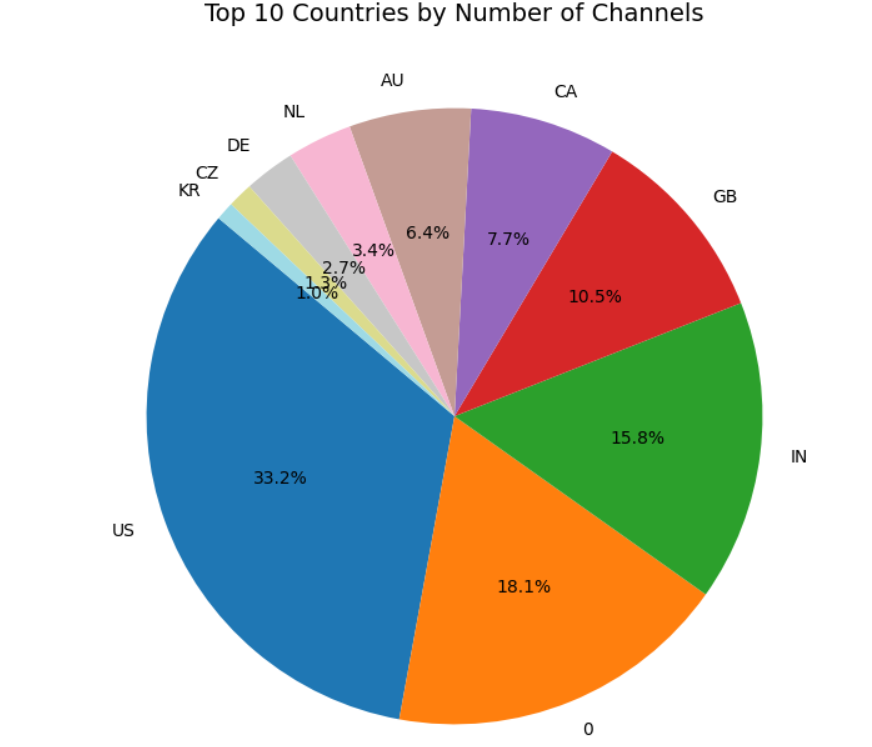 Top 10 Countries by Number of Channels
AU
CA
NL
DE
CZ
KR
GB
6.4%
7.7%
3.4%
2.7%
1.3%
1.0%
10.5%
15.8%
IN
33.2%
US
18.1%
0